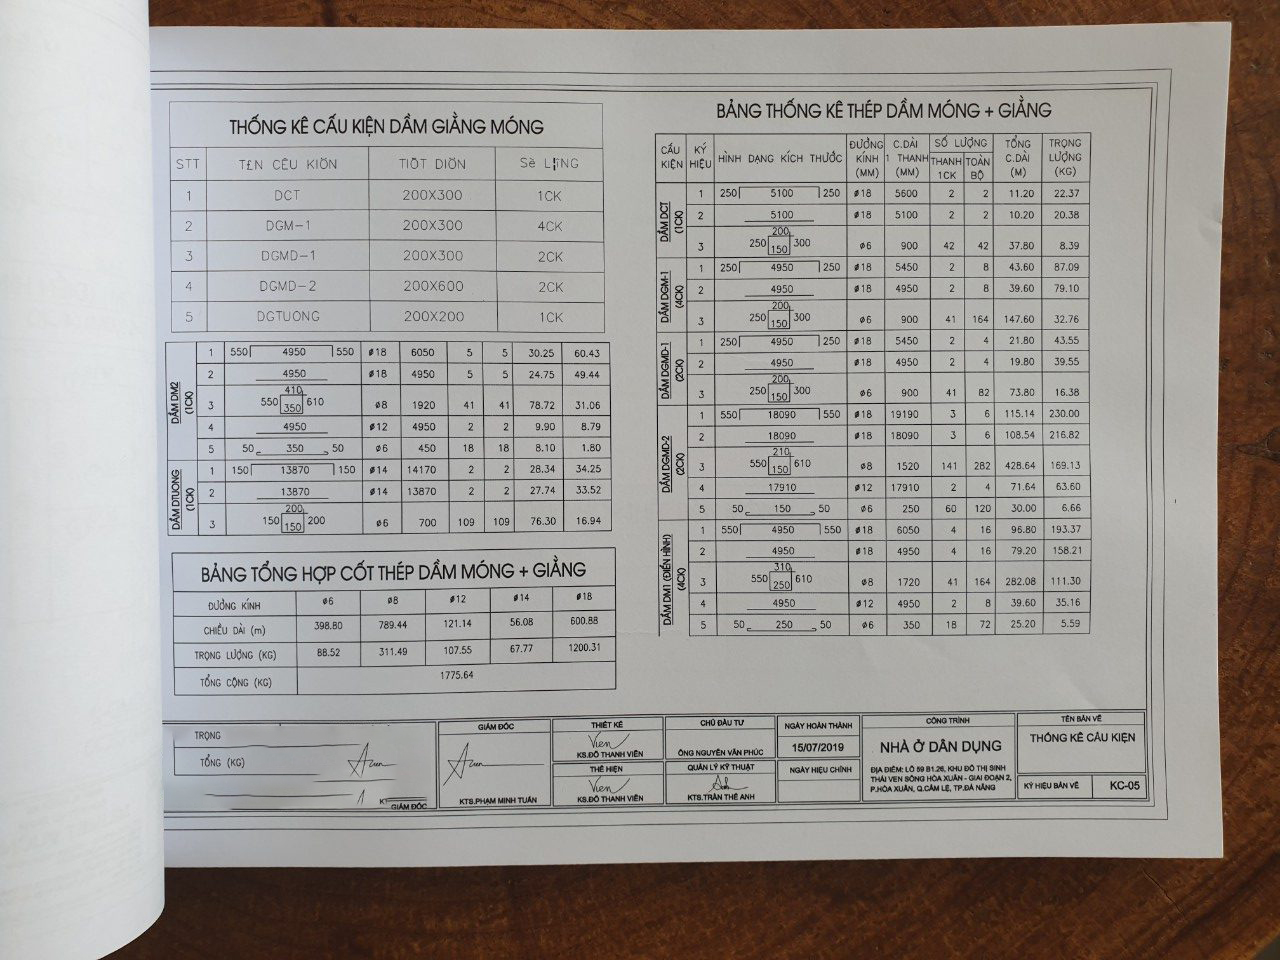 THỐNG KÊ CẤU KIỆN DẦM GIẰNG MÓNG
STT T£N CÊU KIÖN TIÕT DIÖN Sè L¦îNG
1 DCT 200X300 1CK
2 DGM-1 200X300 4CK
3 DGMD-1 200X300 2CK
4 DGMD-2 200X600 2CK
5 DGTUONG 200X200 1CK
DẦM DM2
(1CK)
1 550 4950 550 ø18 6050 5 5 30.25 60.43
2 4950 ø18 4950 5 5 24.75 49.44
3 550 410 350 610 ø8 1920 41 41 78.72 31.06
4 4950 ø12 4950 2 2 9.90 8.79
5 50 350 50 ø6 450 18 18 8.10 1.80
DẦM DTUONG
(1CK)
1 150 13870 150 ø14 14170 2 2 28.34 34.25
2 13870 ø14 13870 2 2 27.74 33.52
3 150 200 150 200 ø6 700 109 109 76.30 16.94
BẢNG TỔNG HỢP CỐT THÉP DẦM MÓNG + GIẰNG
ĐƯỜNG KÍNH ø6 ø8 ø12 ø14 ø18
CHIỀU DÀI (m) 398.80 789.44 121.14 56.08 600.88
TRỌNG LƯỢNG (KG) 88.52 311.49 107.55 67.77 1200.31
TỔNG CỘNG (KG) 1775.64
BẢNG THỐNG KÊ THÉP DẦM MÓNG + GIẰNG
CẤU KIỆN KÝ HIỆU HÌNH DẠNG KÍCH THƯỚC ĐƯỜNG KÍNH (MM) C.DÀI 1 THANH (MM) SỐ LƯỢNG THANH 1CK TOÀN BỘ TỔNG C.DÀI (M) TRỌNG LƯỢNG (KG)
DẦM DCT
(1CK)
1 250 5100 250 ø18 5600 2 2 11.20 22.37
2 5100 ø18 5100 2 2 10.20 20.38
3 250 200 150 300 ø6 900 42 42 37.80 8.39
DẦM DGM-1
(4CK)
1 250 4950 250 ø18 5450 2 8 43.60 87.09
2 4950 ø18 4950 2 8 39.60 79.10
3 250 200 150 300 ø6 900 41 164 147.60 32.76
DẦM DGMD-1
(2CK)
1 250 4950 250 ø18 5450 2 4 21.80 43.55
2 4950 ø18 4950 2 4 19.80 39.55
3 250 200 150 300 ø6 900 41 82 73.80 16.38
DẦM DGMD-2
(2CK)
1 550 18090 550 ø18 19190 3 6 115.14 230.00
2 18090 ø18 18090 3 6 108.54 216.82
3 550 210 150 610 ø8 1520 141 282 428.64 169.13
4 17910 ø12 17910 2 4 71.64 63.60
5 50 150 50 ø6 250 60 120 30.00 6.66
DẦM DM1 (ĐIỂN HÌNH)
(4CK)
1 550 4950 550 ø18 6050 4 16 96.80 193.37
2 4950 ø18 4950 4 16 79.20 158.21
3 550 310 250 610 ø8 1720 41 164 282.08 111.30
4 4950 ø12 4950 2 8 39.60 35.16
5 50 250 50 ø6 350 18 72 25.20 5.59
TRỌNG
TỔNG (KG)
GIÁM ĐỐC
GIÁM ĐỐC
KTS.PHẠM MINH TUẤN
THIẾT KẾ
Vien
KS.ĐỖ THANH VIÊN
THỂ HIỆN
Vien
KS.ĐỖ THANH VIÊN
CHỦ ĐẦU TƯ
ÔNG NGUYỄN VĂN PHÚC
QUẢN LÝ KỸ THUẬT
KTS.TRẦN THẾ ANH
NGÀY HOÀN THÀNH
15/07/2019
NGÀY HIỆU CHỈNH
CÔNG TRÌNH
NHÀ Ở DÂN DỤNG
ĐỊA ĐIỂM: LÔ 59 B1.26, KHU ĐÔ THỊ SINH
THÁI VEN SÔNG HÒA XUÂN - GIAI ĐOẠN 2,
P.HÒA XUÂN, Q.CẨM LỆ, TP.ĐÀ NẴNG
TÊN BẢN VẼ
THỐNG KÊ CẤU KIỆN
KÝ HIỆU BẢN VẼ KC-05